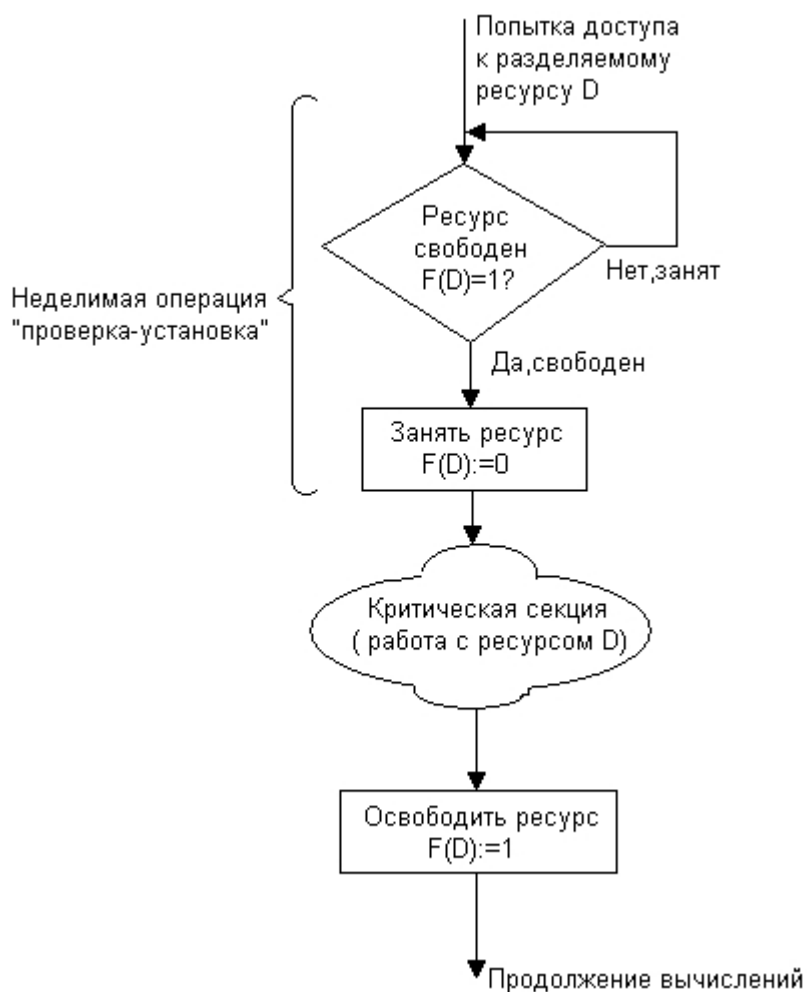 Попытка доступа
к разделяемому
ресурсу D
Ресурс
свободен
F(D)=1?
Нет,занят
Неделимая операция
"проверка-установка"
Да,свободен
Занять ресурс
F(D):=0
Критическая секция
( работа с ресурсом D)
Освободить ресурс
F(D):=1
Продолжение вычислений